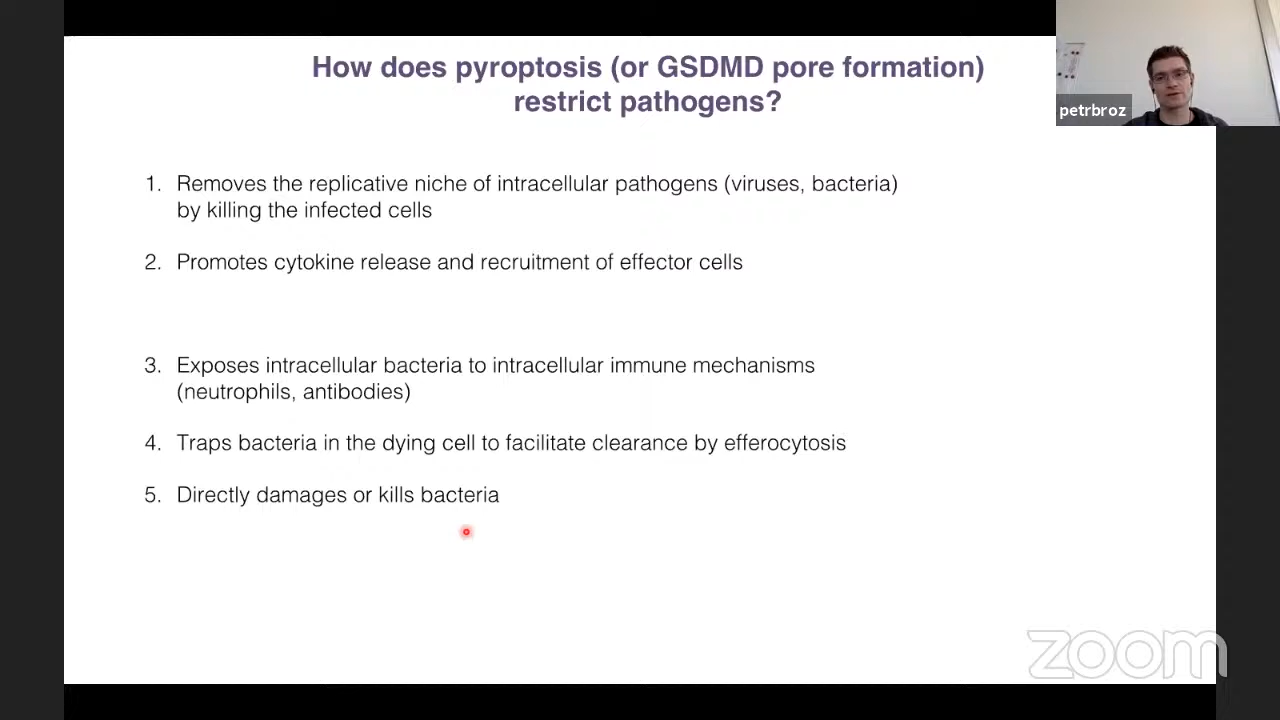 How does pyroptosis (or GSDMD pore formation)
restrict pathogens?
petrbroz
1. Removes the replicative niche of intracellular pathogens (viruses, bacteria)
by killing the infected cells
2. Promotes cytokine release and recruitment of effector cells
3. Exposes intracellular bacteria to intracellular immune mechanisms
(neutrophils, antibodies)
4. Traps bacteria in the dying cell to facilitate clearance by efferocytosis
5. Directly damages or kills bacteria
zoom